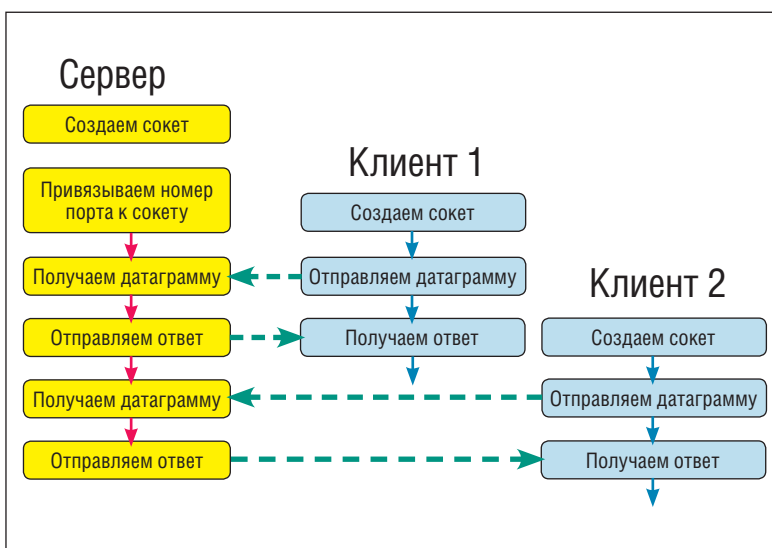 Сервер
Создаем сокет
Привязываем номер
порта к сокету
Получаем датаграмму
Отправляем ответ
Получаем датаграмму
Отправляем ответ
Клиент 1
Создаем сокет
Отправляем датаграмму
Получаем ответ
Клиент 2
Создаем сокет
Отправляем датаграмму
Получаем ответ